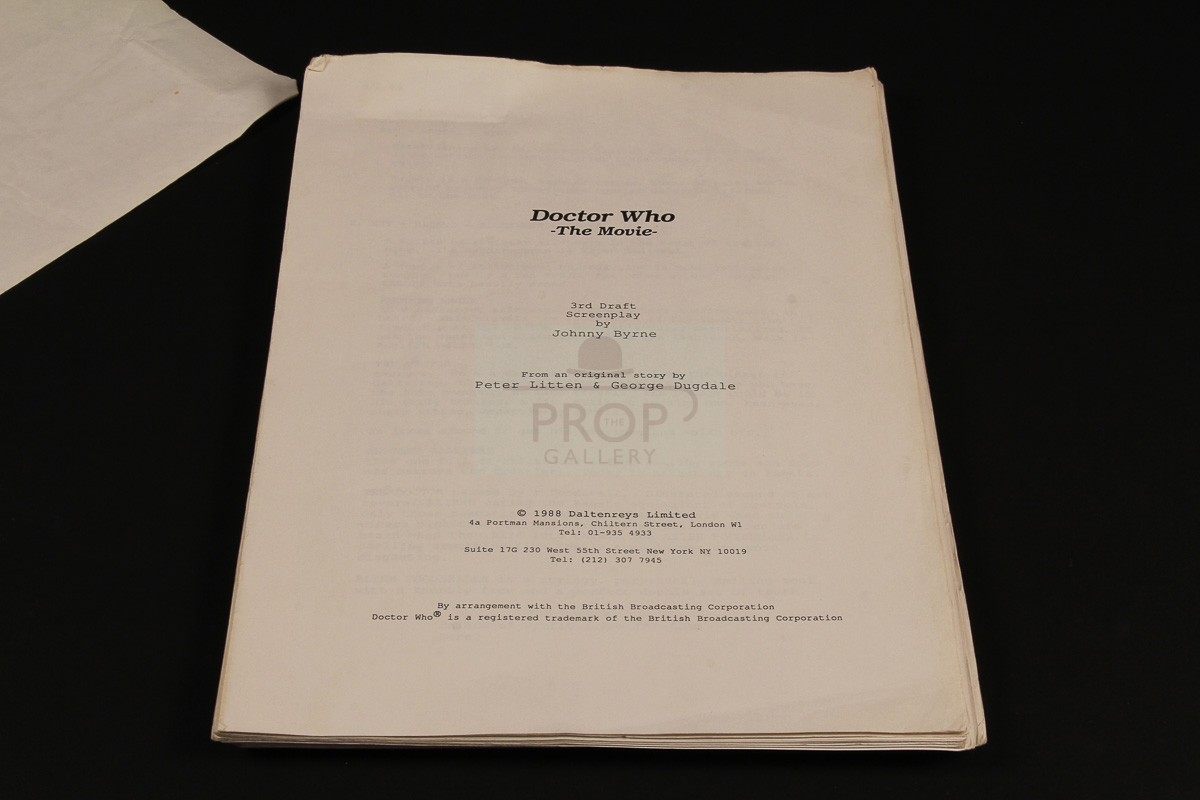 Doctor Who
-The Movie-
3rd Draft
Screenplay
by
Johnny Byrne
From an original story by
Peter Litten & George Dugdale
THE
PROP
GALLERY
© 1988 Daltenreys Limited
4a Portman Mansions, Chiltern Street, London W1
Tel: 01-935 4933
Suite 17G 230 West 55th Street New York NY 10019
Tel: (212) 307 7945
By arrangement with the British Broadcasting Corporation
Doctor Who® is a registered trademark of the British Broadcasting Corporation